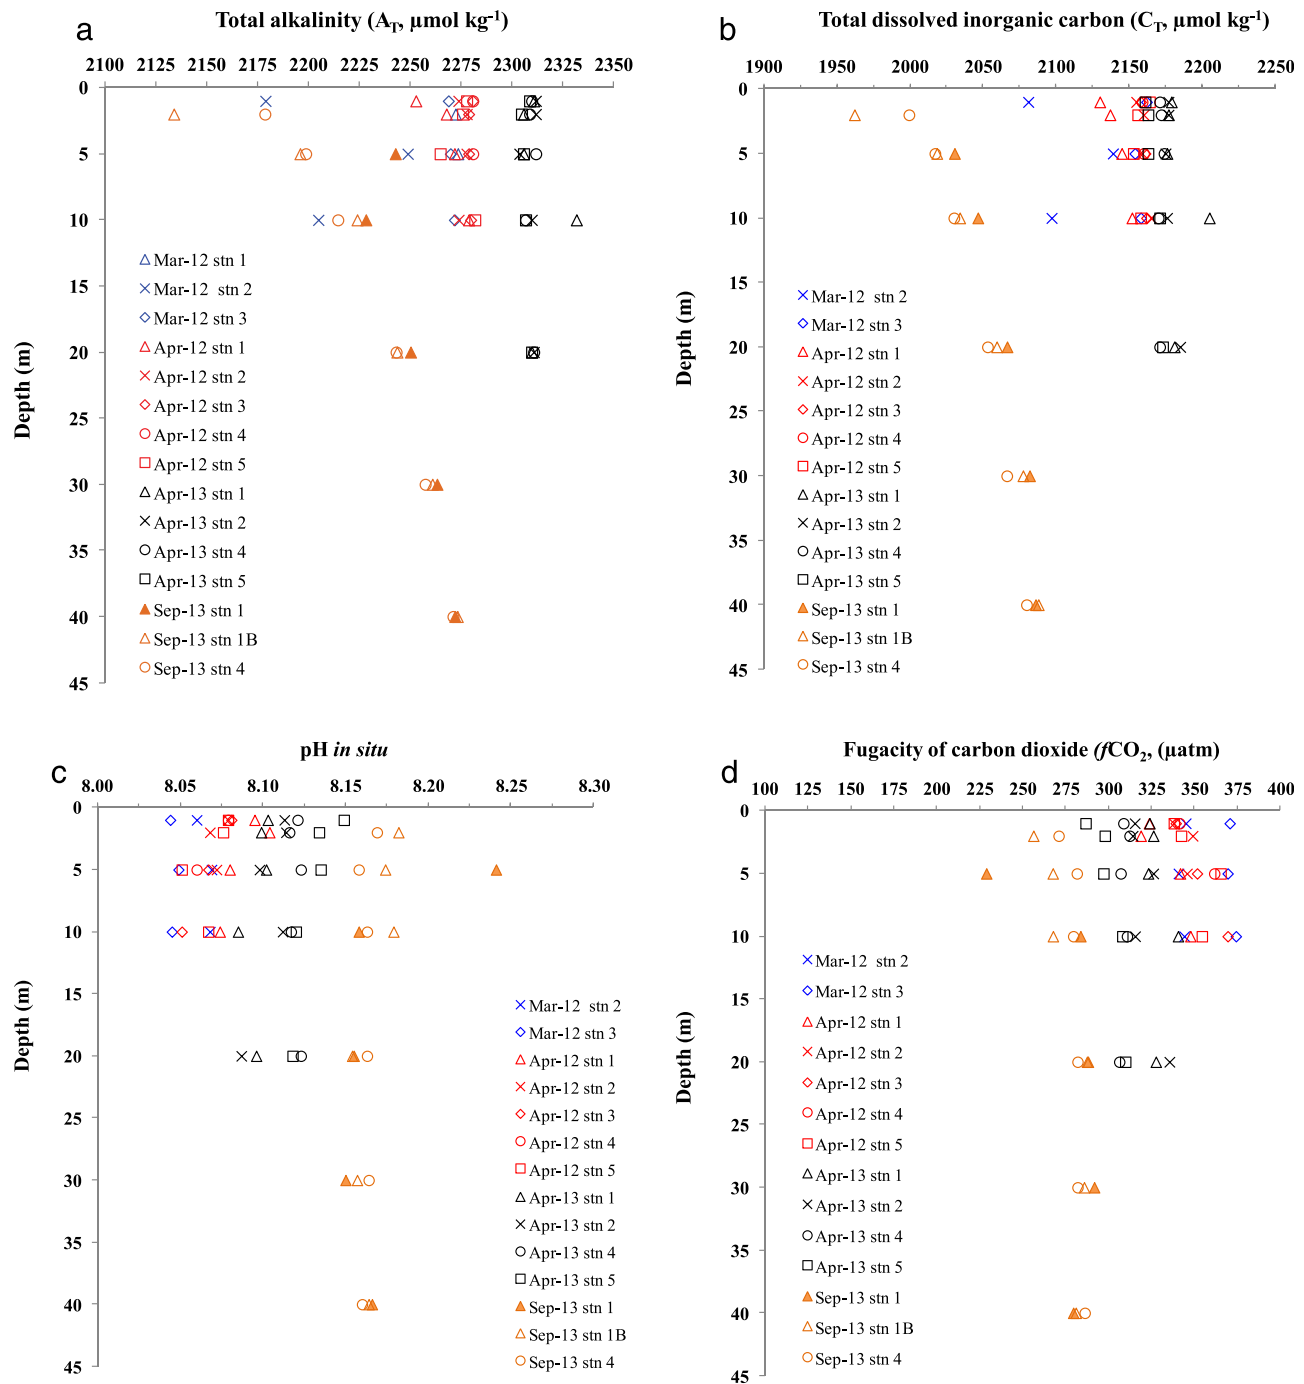 a
Total alkalinity (AT, µmol kg-1)
2100 2125 2150 2175 2200 2225 2250 2275 2300 2325 2350
0
5
10
15
20
25
30
35
40
45
Depth (m)
Mar-12 stn 1
Mar-12 stn 2
Mar-12 stn 3
Apr-12 stn 1
Apr-12 stn 2
Apr-12 stn 3
Apr-12 stn 4
Apr-12 stn 5
Apr-13 stn 1
Apr-13 stn 2
Apr-13 stn 4
Apr-13 stn 5
Sep-13 stn 1
Sep-13 stn 1B
Sep-13 stn 4
b
Total dissolved inorganic carbon (CT, µmol kg-1)
1900 1950 2000 2050 2100 2150 2200 2250
0
5
10
15
20
25
30
35
40
45
Depth (m)
Mar-12 stn 2
Mar-12 stn 3
Apr-12 stn 1
Apr-12 stn 2
Apr-12 stn 3
Apr-12 stn 4
Apr-12 stn 5
Apr-13 stn 1
Apr-13 stn 2
Apr-13 stn 4
Apr-13 stn 5
Sep-13 stn 1
Sep-13 stn 1B
Sep-13 stn 4
c
pH in situ
8.00 8.05 8.10 8.15 8.20 8.25 8.30
0
5
10
15
20
25
30
35
40
45
Depth (m)
Mar-12 stn 2
Mar-12 stn 3
Apr-12 stn 1
Apr-12 stn 2
Apr-12 stn 3
Apr-12 stn 4
Apr-12 stn 5
Apr-13 stn 1
Apr-13 stn 2
Apr-13 stn 4
Apr-13 stn 5
Sep-13 stn 1
Sep-13 stn 1B
Sep-13 stn 4
d
Fugacity of carbon dioxide (fCO2, (µatm)
100 125 150 175 200 225 250 275 300 325 350 375 400
0
5
10
15
20
25
30
35
40
45
Depth (m)
Mar-12 stn 2
Mar-12 stn 3
Apr-12 stn 1
Apr-12 stn 2
Apr-12 stn 3
Apr-12 stn 4
Apr-12 stn 5
Apr-13 stn 1
Apr-13 stn 2
Apr-13 stn 4
Apr-13 stn 5
Sep-13 stn 1
Sep-13 stn 1B
Sep-13 stn 4